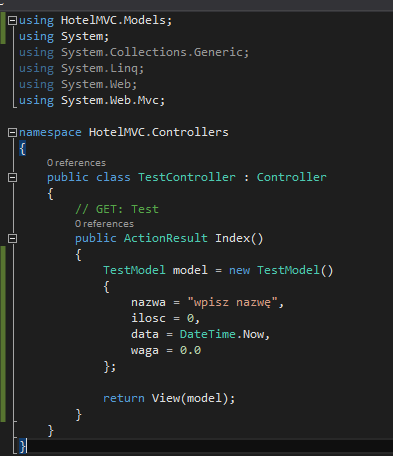 using HotelMVC.Models;
using System;
using System.Collections.Generic;
using System.Linq;
using System.Web;
using System.Web.Mvc;
namespace HotelMVC.Controllers
{
0 references
public class TestController : Controller
{
// GET: Test
0 references
public ActionResult Index()
{
TestModel model = new TestModel()
{
nazwa = "wpisz nazwę",
ilosc = 0,
data = DateTime.Now,
waga = 0.0
};
return View(model);
}
}
}